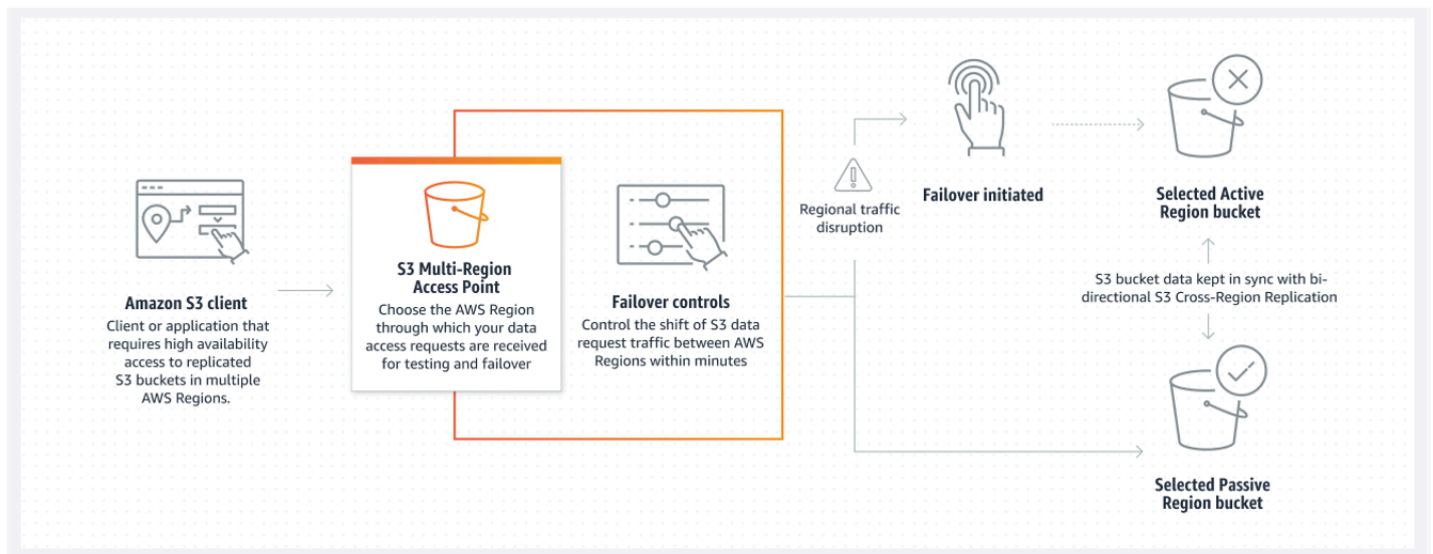 Amazon S3 client
Client or application that
requires high availability
access to replicated
S3 buckets in multiple
AWS Regions.
S3 Multi-Region
Access Point
Choose the AWS Region
through which your data
access requests are received
for testing and failover
Failover controls
Control the shift of S3 data
request traffic between AWS
Regions within minutes
Regional traffic
disruption
Failover initiated
Selected Active
Region bucket
S3 bucket data kept in sync with bi-
directional S3 Cross-Region Replication
Selected Passive
Region bucket